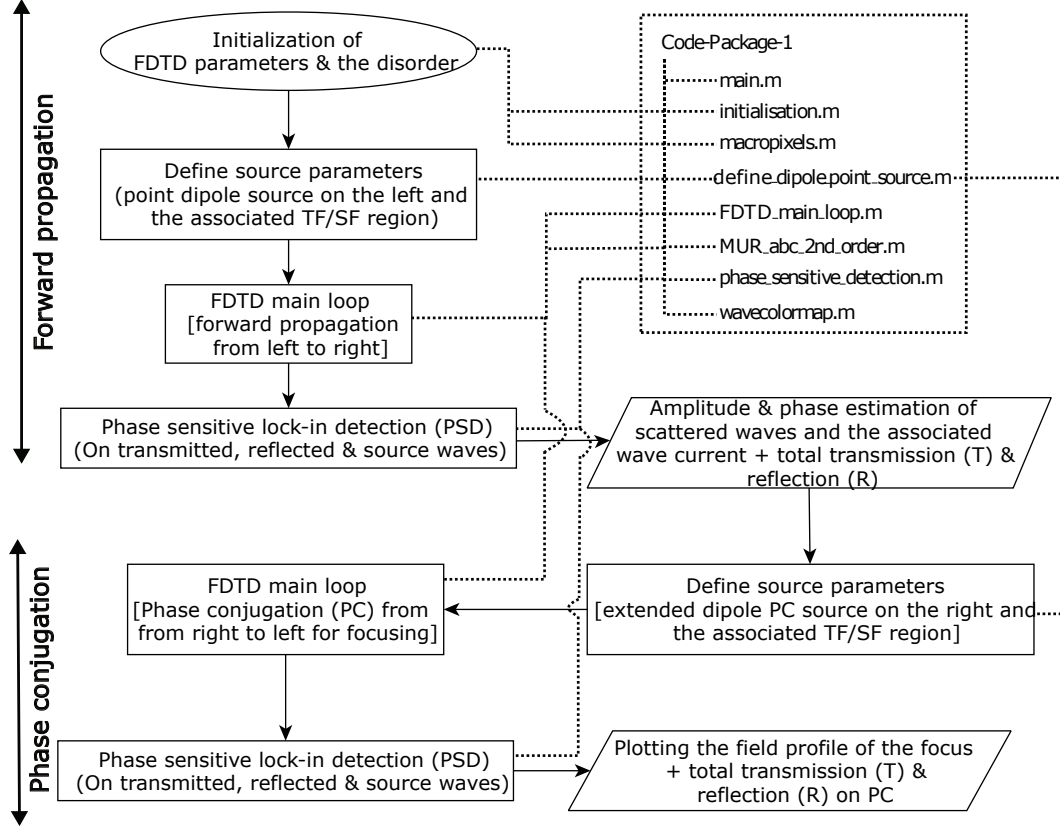 Forward propagation
Initialization of
FDTD parameters & the disorder
Define source parameters
(point dipole source on the left and
the associated TF/SF region)
FDTD main loop
[forward propagation
from left to right]
Phase sensitive lock-in detection (PSD)
(On transmitted, reflected & source waves)
Code-Package-1
main.m
initialisation.m
macropixels.m
define_dipole_point_source.m
FDTD_main_loop.m
MUR_abc_2nd_order.m
phase_sensitive_detection.m
wavecolormap.m
Amplitude & phase estimation of
scattered waves and the associated
wave current + total transmission (T) &
reflection (R)
Phase conjugation
Define source parameters
[extended dipole PC source on the right and
the associated TF/SF region]
FDTD main loop
[Phase conjugation (PC) from
from right to left for focusing]
Phase sensitive lock-in detection (PSD)
(On transmitted, reflected & source waves)
Plotting the field profile of the focus
+ total transmission (T) &
reflection (R) on PC